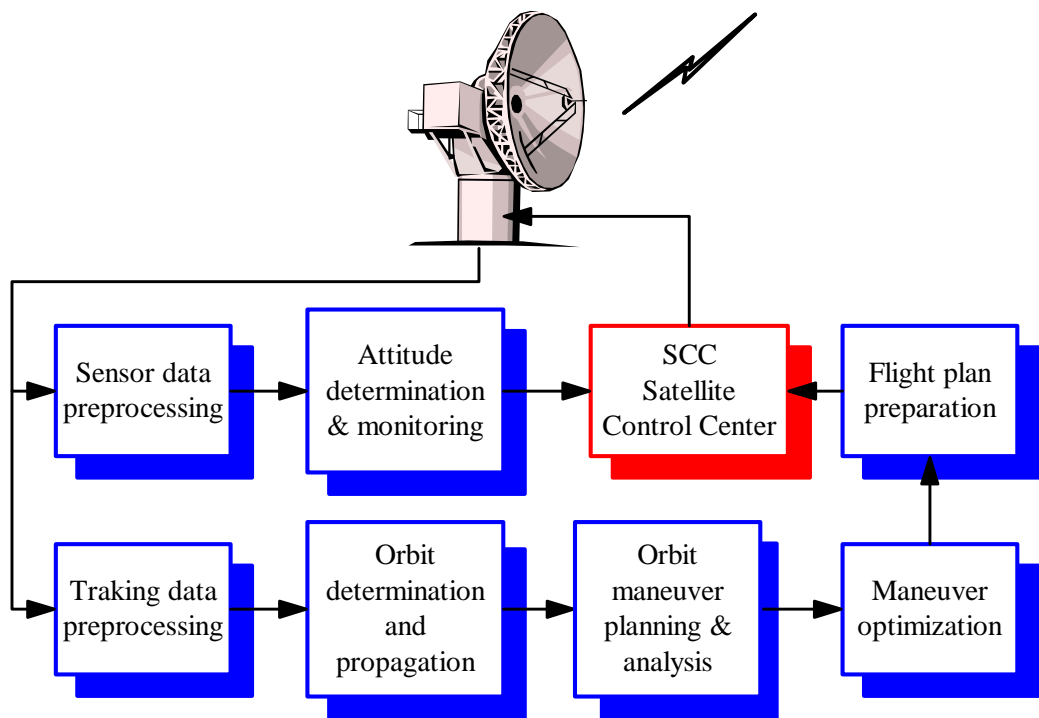 Sensor data
preprocessing
Attitude
determination
& monitoring
SCC
Satellite
Control Center
Flight plan
preparation
Traking data
preprocessing
Orbit
determination
and
propagation
Orbit
maneuver
planning &
analysis
Maneuver
optimization